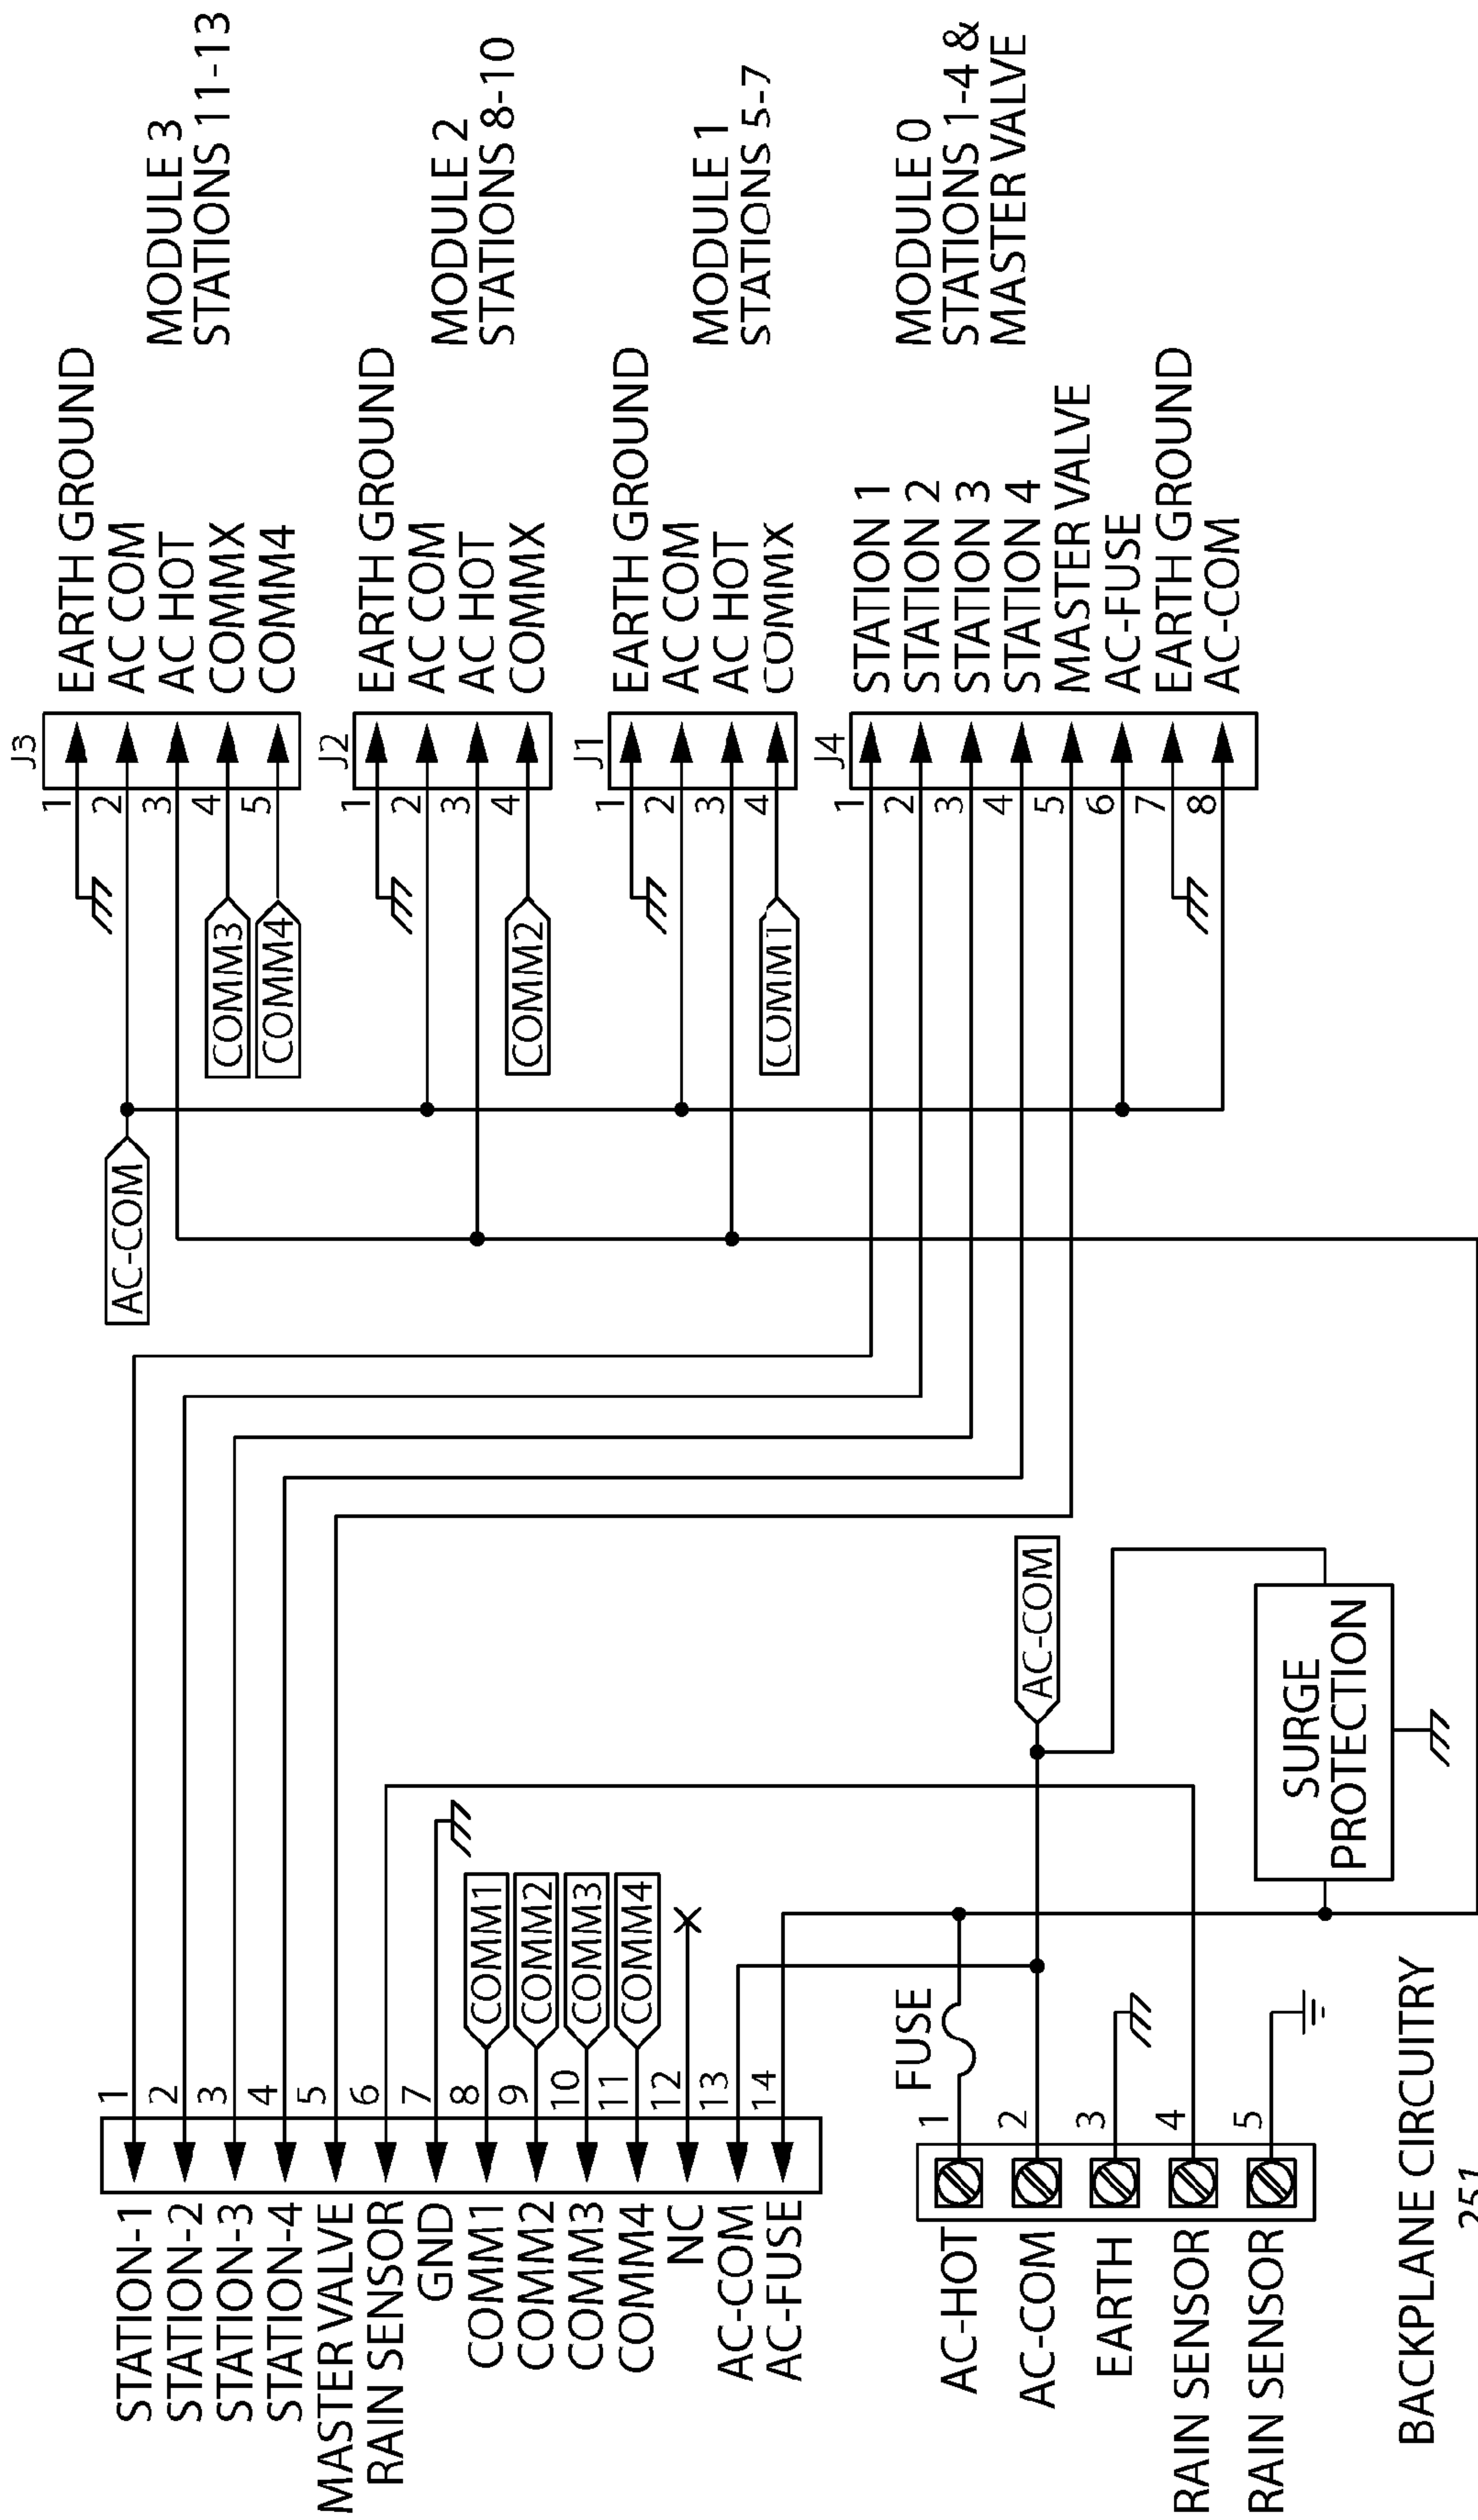 STATION-1
STATION-2
STATION-3
STATION-4
MASTER VALVE
RAIN SENSOR
GND
COMM1
COMM2
COMM3
COMM4
NC
AC-COM
AC-FUSE
1
2
3
4
5
6
7
8
9
10
11
12
13
14
COMM1
COMM2
COMM3
COMM4
AC-HOT
AC-COM
EARTH
RAIN SENSOR
RAIN SENSOR
1
2
3
4
5
FUSE
AC-COM
SURGE
PROTECTION
AC-COM
COMM3
COMM4
COMM2
COMM1
J3
1
2
3
4
5
EARTH GROUND
AC COM
AC HOT
COMMX
COMM4
MODULE 3
STATIONS 11-13
J2
1
2
3
4
EARTH GROUND
AC COM
AC HOT
COMMX
MODULE 2
STATIONS 8-10
J1
1
2
3
4
EARTH GROUND
AC COM
AC HOT
COMMX
MODULE 1
STATIONS 5-7
J4
1
2
3
4
5
6
7
8
STATION 1
STATION 2
STATION 3
STATION 4
MASTER VALVE
AC-FUSE
EARTH GROUND
AC-COM
MODULE 0
STATIONS 1-4 &
MASTER VALVE
BACKPLANE CIRCUITRY
251